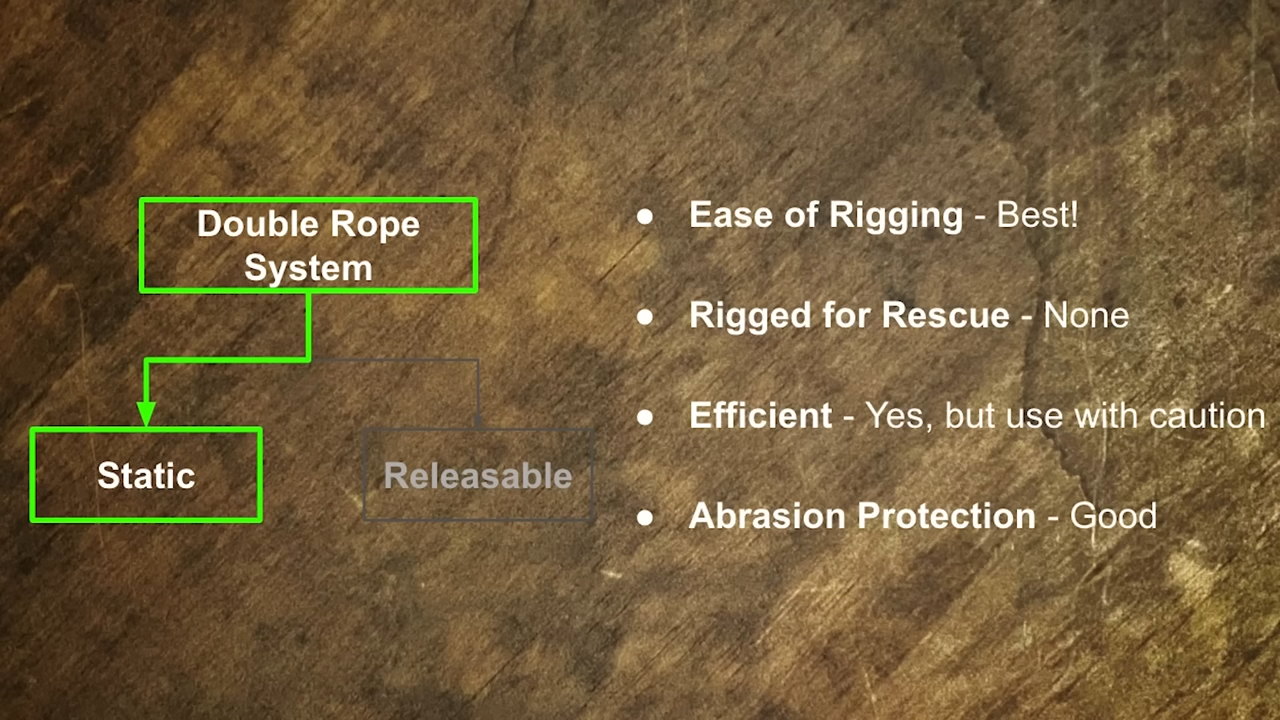 Double Rope
System
Static
Releasable
● Ease of Rigging - Best!
● Rigged for Rescue - None
● Efficient - Yes, but use with caution
● Abrasion Protection - Good